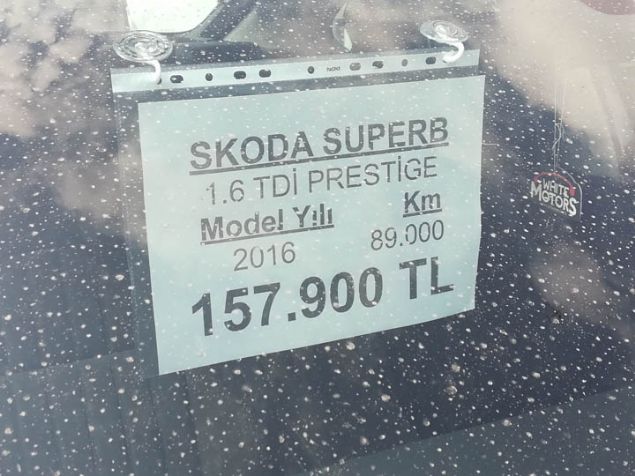 SKODA SUPERB
1.6 TDİ PRESTİGE
Model Yılı Km
2016 89.000
157.900 TL
WHITE
MOTORS